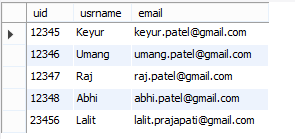 uid usrname email
12345 Keyur keyur.patel@gmail.com
12346 Umang umang.patel@gmail.com
12347 Raj raj.patel@gmail.com
12348 Abhi abhi.patel@gmail.com
23456 Lalit lalit.prajapati@gmail.com